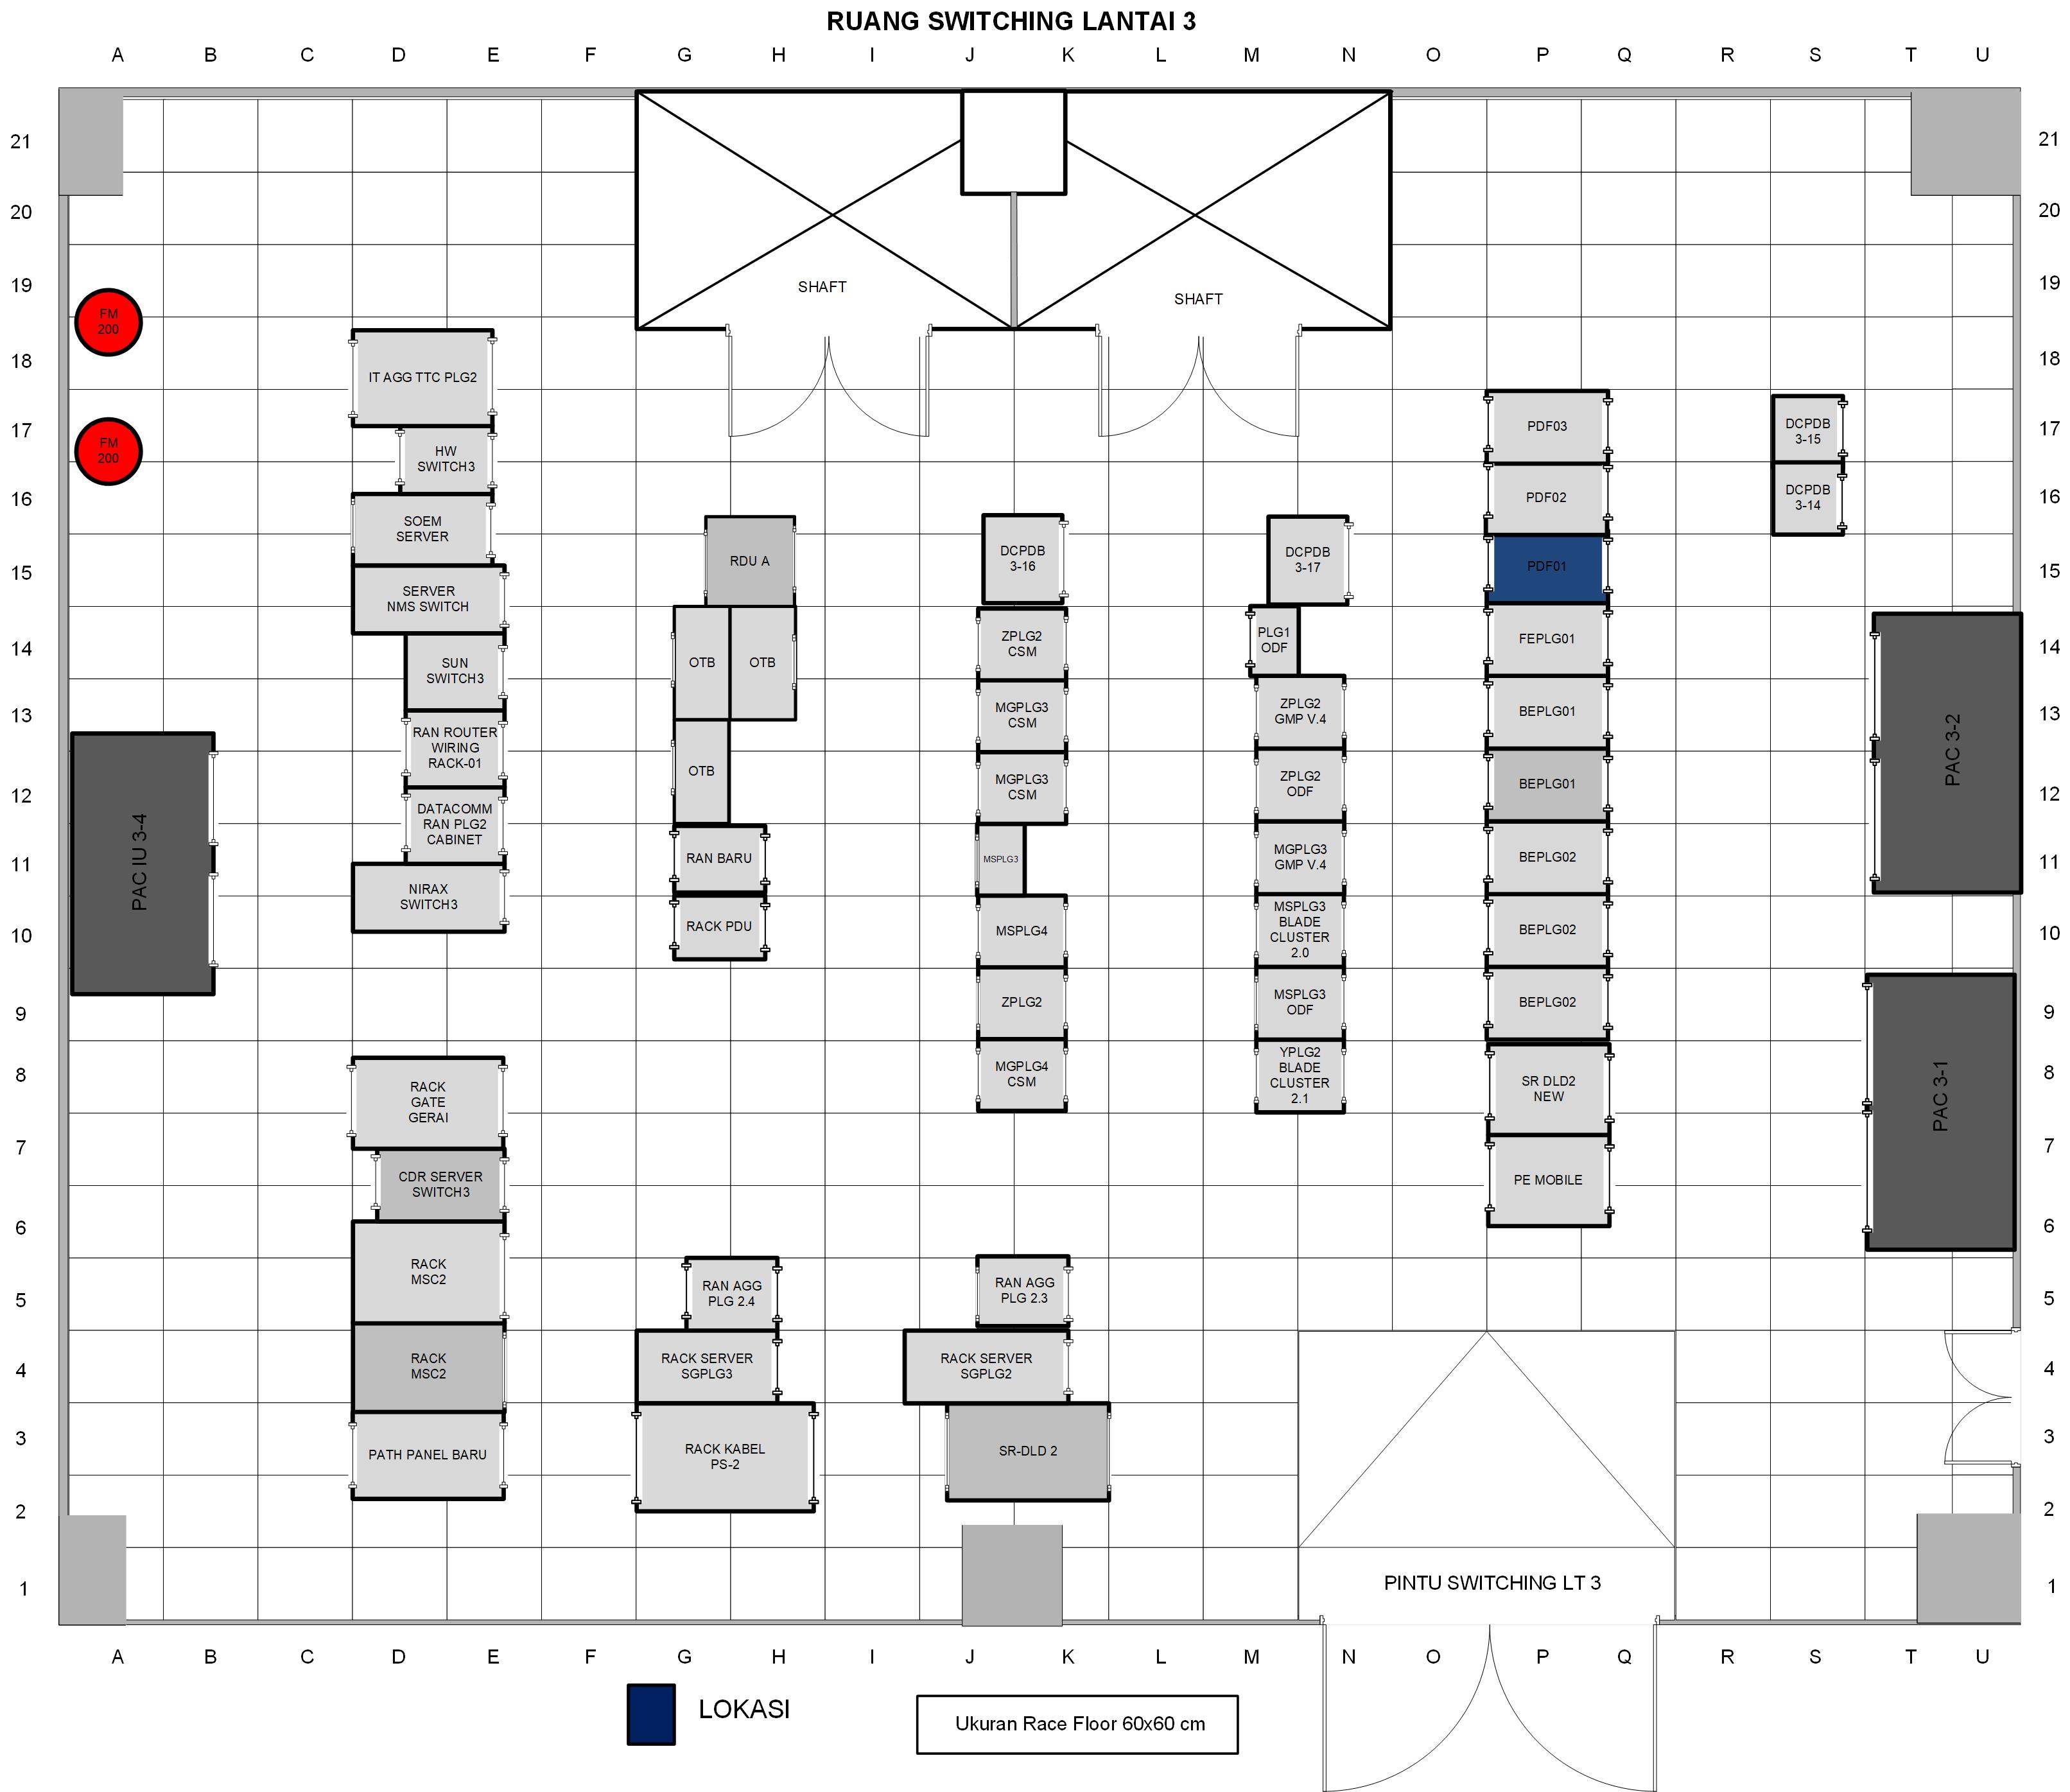 RUANG SWITCHING LANTAI 3
A B C D E F G H I J K L M N O P Q R S T U
21 21
20 20
19 19
18 18
17 17
16 16
15 15
14 14
13 13
12 12
11 11
10 10
9 9
8 8
7 7
6 6
5 5
4 4
3 3
2 2
1 1
FM
200
FM
200
PAC IU 3-4
IT AGG TTC PLG2
HW
SWITCH3
SOEM
SERVER
SERVER
NMS SWITCH
SUN
SWITCH3
RAN ROUTER
WIRING
RACK-01
DATACOMM
RAN PLG2
CABINET
NIRAX
SWITCH3
RACK
GATE
GERAI
CDR SERVER
SWITCH3
RACK
MSC2
RACK
MSC2
PATH PANEL BARU
SHAFT
SHAFT
RDU A
OTB
OTB
OTB
RAN BARU
RACK PDU
RAN AGG
PLG 2.4
RACK SERVER
SGPLG3
RACK KABEL
PS-2
DCPDB
3-16
ZPLG2
CSM
MGPLG3
CSM
MGPLG3
CSM
MSPLG3
MSPLG4
ZPLG2
MGPLG4
CSM
RAN AGG
PLG 2.3
RACK SERVER
SGPLG2
SR-DLD 2
DCPDB
3-17
PLG1
ODF
ZPLG2
GMP V.4
ZPLG2
ODF
MGPLG3
GMP V.4
MSPLG3
BLADE
CLUSTER
2.0
MSPLG3
ODF
YPLG2
BLADE
CLUSTER
2.1
PDF03
PDF02
PDF01
FEPLG01
BEPLG01
BEPLG01
BEPLG02
BEPLG02
BEPLG02
SR DLD2
NEW
PE MOBILE
DCPDB
3-15
DCPDB
3-14
PAC 3-2
PAC 3-1
PINTU SWITCHING LT 3
A B C D E F G H I J K L M N O P Q R S T U
LOKASI
Ukuran Race Floor 60x60 cm